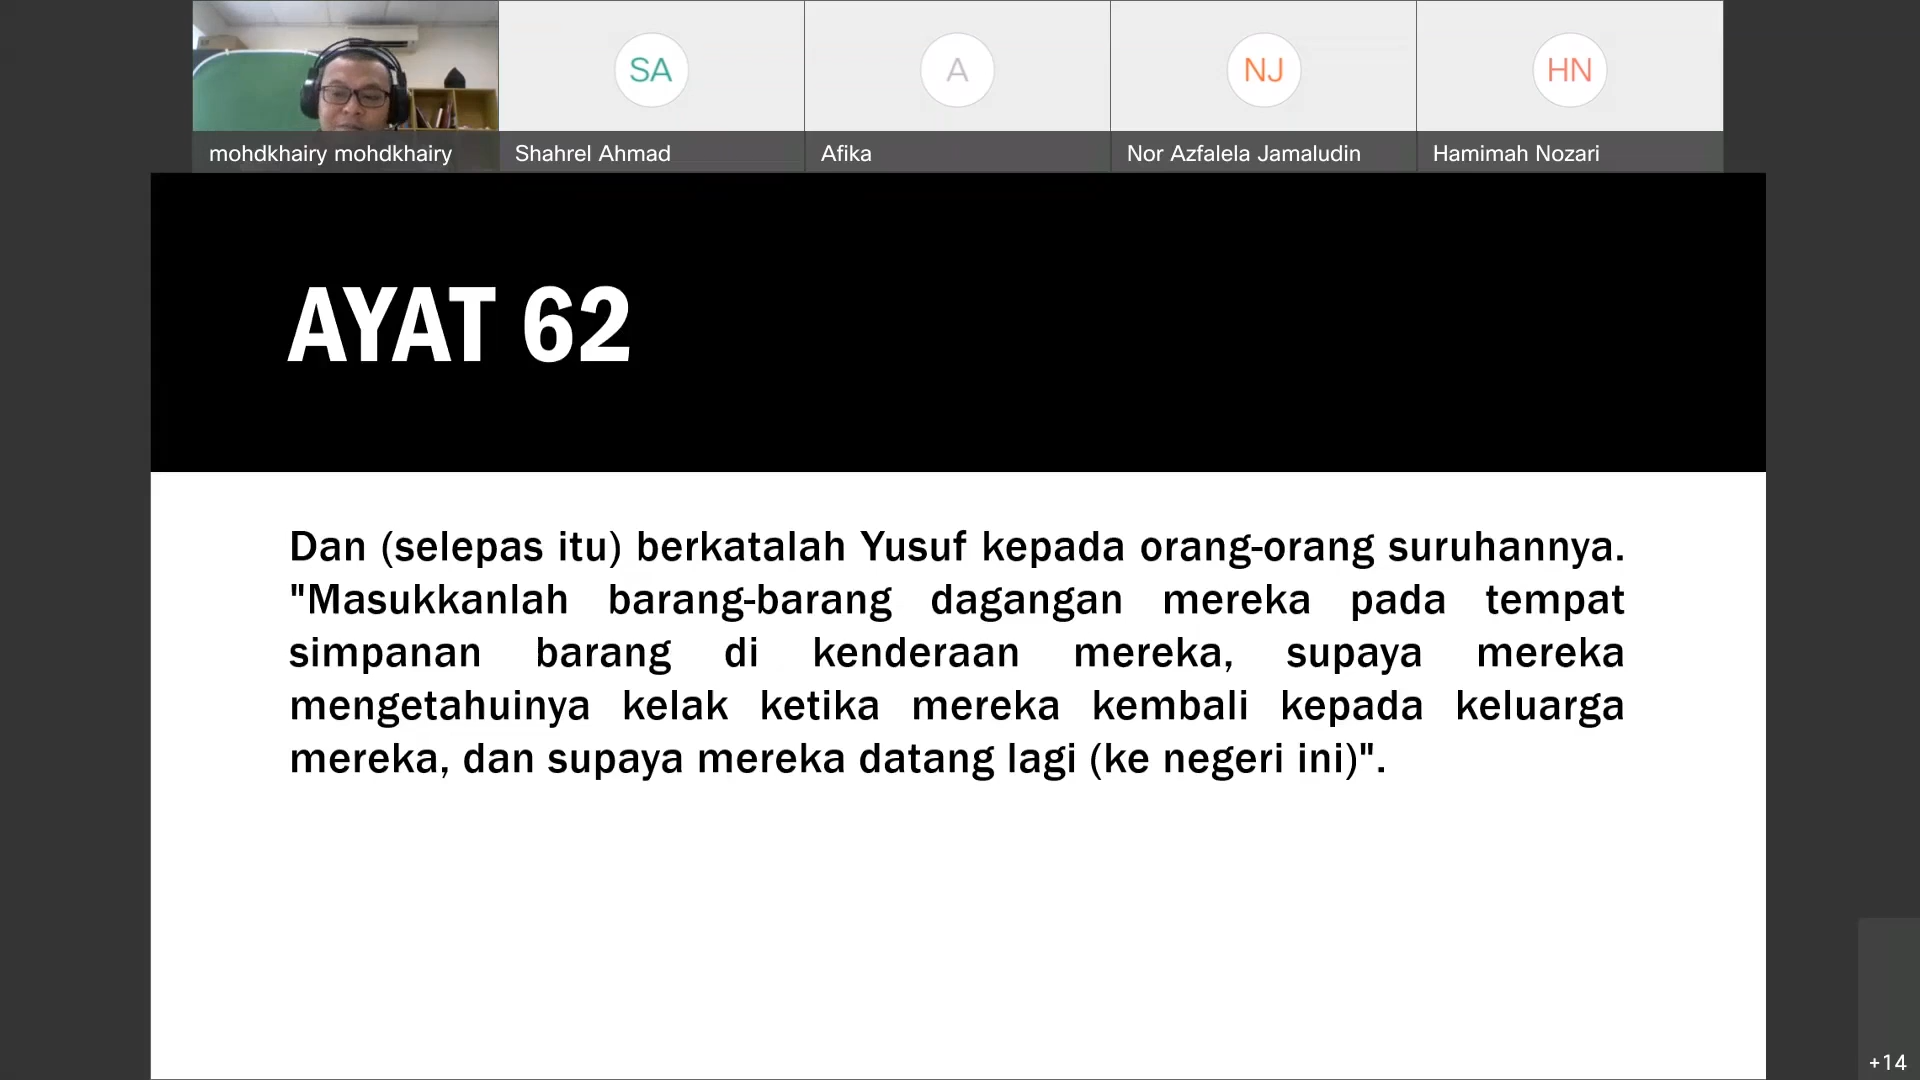 SA
A
NJ
HN
mohdkhairy mohdkhairy
Shahrel Ahmad
Afika
Nor Azfalela Jamaludin
Hamimah Nozari
AYAT 62
Dan (selepas itu) berkatalah Yusuf kepada orang-orang suruhannya.
"Masukkanlah barang-barang dagangan mereka pada tempat
simpanan barang di kenderaan mereka, supaya mereka
mengetahuinya kelak ketika mereka kembali kepada keluarga
mereka, dan supaya mereka datang lagi (ke negeri ini)".
+14